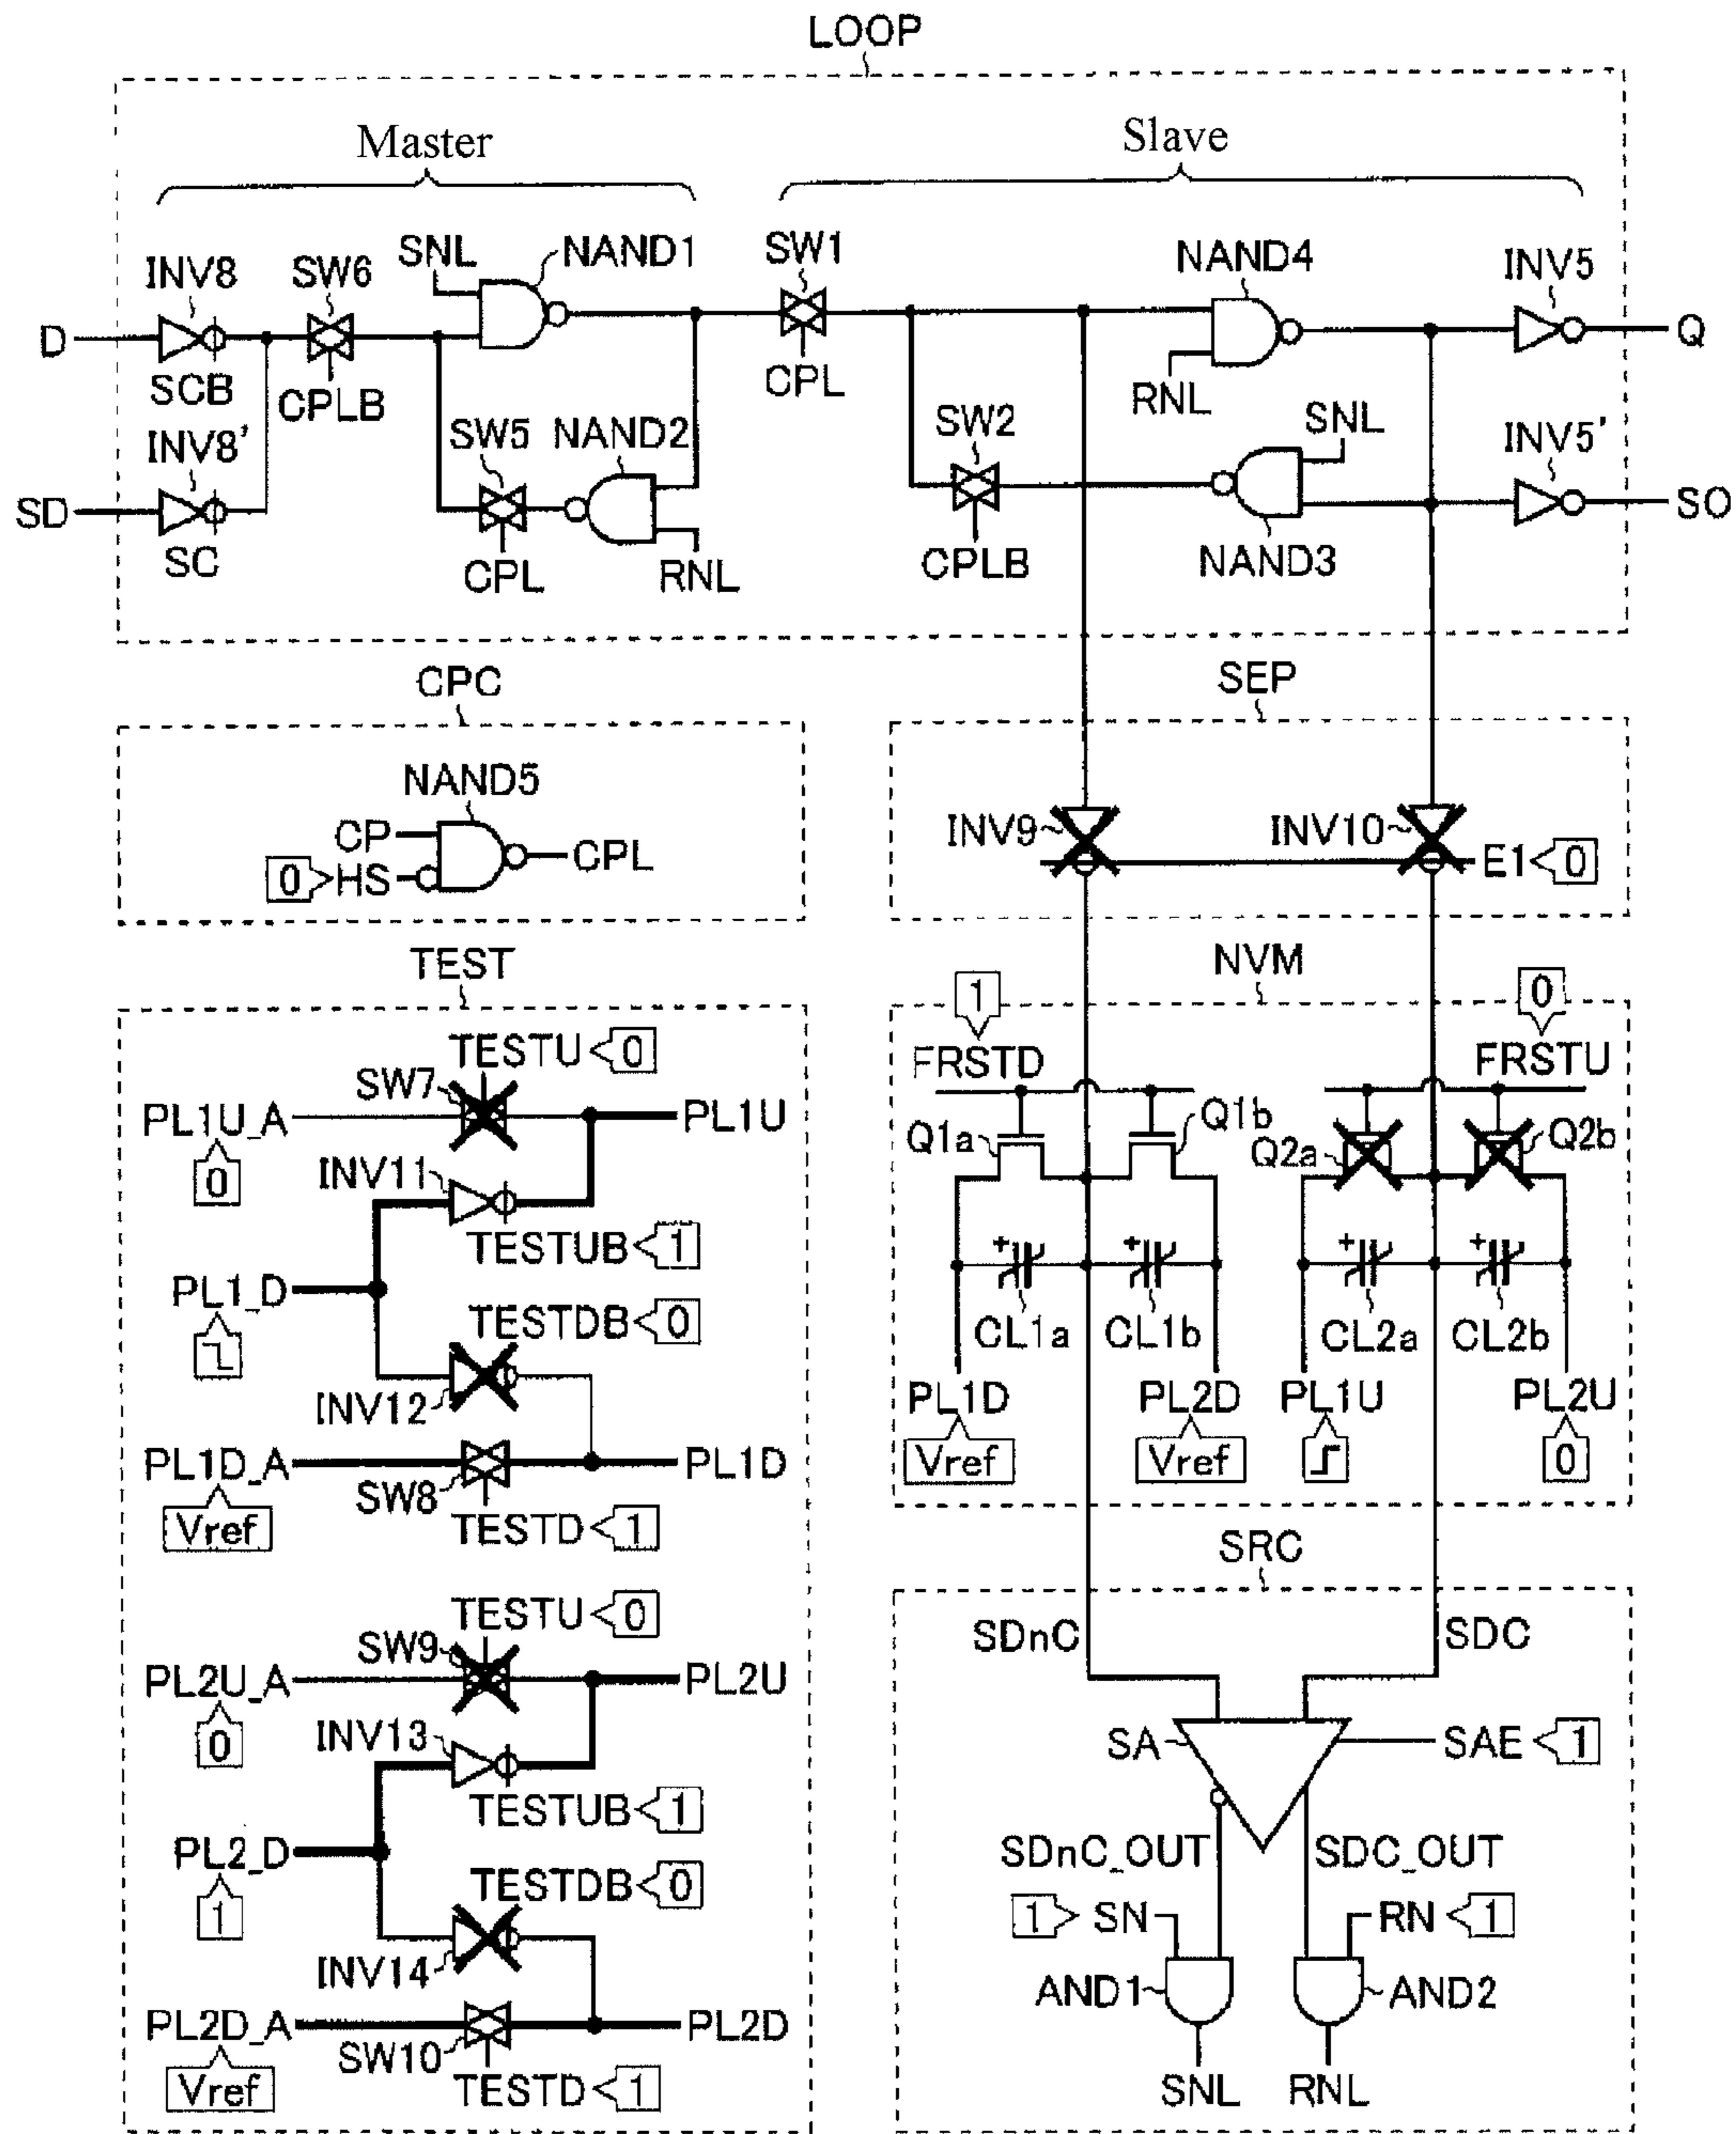 LOOP
Master
Slave
SNL
NAND1
SW1
NAND4
INV5
INV8
SW6
D
Q
SCB
CPLB
CPL
RNL
SW5
NAND2
SW2
SNL
INV5'
INV8'
SD
SO
SC
CPL
RNL
CPLB
NAND3
CPC
SEP
NAND5
CP
CPL
0
HS
INV9
INV10
E1
0
TEST
NVM
TESTU
0
SW7
PL1U_A
PL1U
0
INV11
TESTUB
1
PL1_D
TESTDB
0
INV12
PL1D_A
PL1D
SW8
Vref
TESTD
1
1
0
FRSTD
FRSTU
Q1a
Q1b
Q2a
Q2b
+
+
+
+
CL1a
CL1b
CL2a
CL2b
PL1D
PL2D
PL1U
PL2U
Vref
Vref
0
SRC
TESTU
0
SW9
PL2U_A
PL2U
0
INV13
TESTUB
1
PL2_D
1
TESTDB
0
INV14
PL2D_A
PL2D
SW10
Vref
TESTD
1
SDnC
SDC
SA
SAE
1
SDnC_OUT
SDC_OUT
1
SN
RN
1
AND1
AND2
SNL
RNL